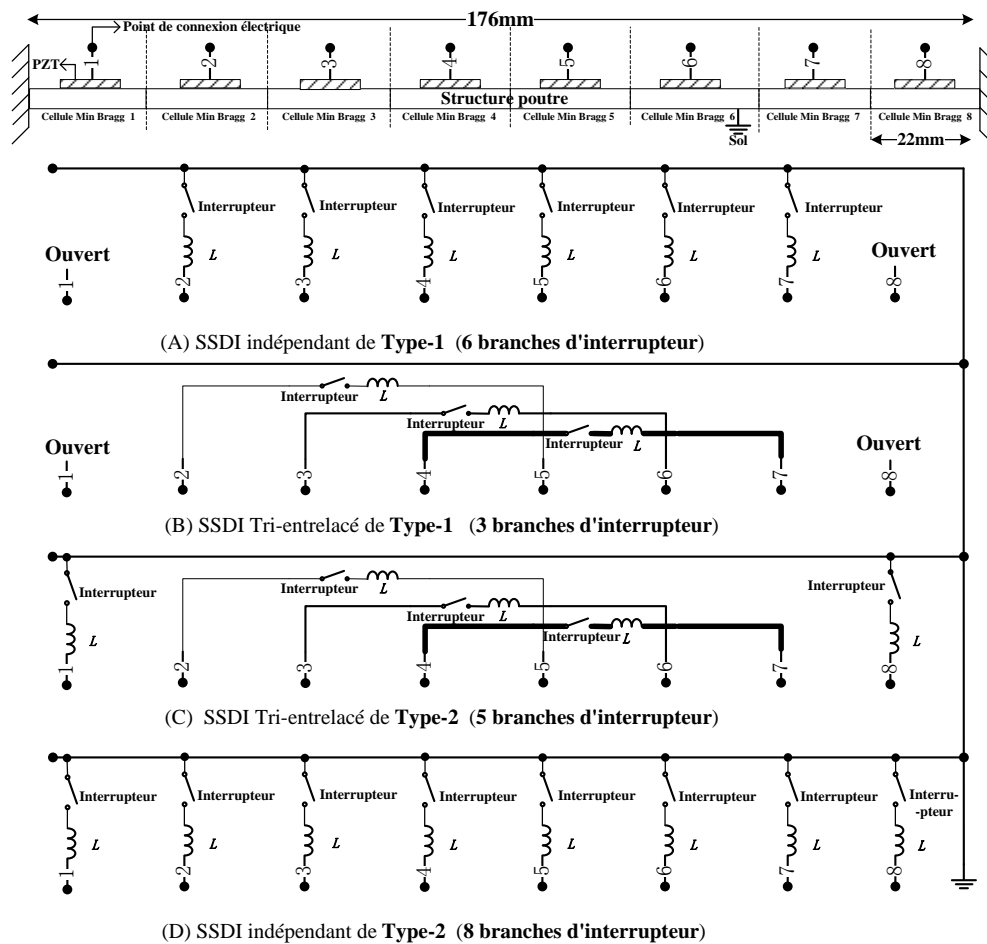 176mm
Point de connexion électrique
PZT
1 2 3 4 5 6 7 8
Structure poutre
Cellule Min Bragg 1 Cellule Min Bragg 2 Cellule Min Bragg 3 Cellule Min Bragg 4 Cellule Min Bragg 5 Cellule Min Bragg 6 Cellule Min Bragg 7 Cellule Min Bragg 8
Sol
22mm
Interrupteur Interrupteur Interrupteur Interrupteur Interrupteur Interrupteur
Ouvert L L L L L L Ouvert
1 2 3 4 5 6 7 8
(A) SSDI indépendant de Type-1 (6 branches d'interrupteur)
Interrupteur L
Interrupteur L
Interrupteur L
Ouvert Ouvert
1 2 3 4 5 6 7 8
(B) SSDI Tri-entrelacé de Type-1 (3 branches d'interrupteur)
Interrupteur Interrupteur L Interrupteur
Interrupteur L
L Interrupteur L L
1 2 3 4 5 6 7 8
(C) SSDI Tri-entrelacé de Type-2 (5 branches d'interrupteur)
Interrupteur Interrupteur Interrupteur Interrupteur Interrupteur Interrupteur Interrupteur Interru-
-pteur
L L L L L L L L
1 2 3 4 5 6 7 8
(D) SSDI indépendant de Type-2 (8 branches d'interrupteur)